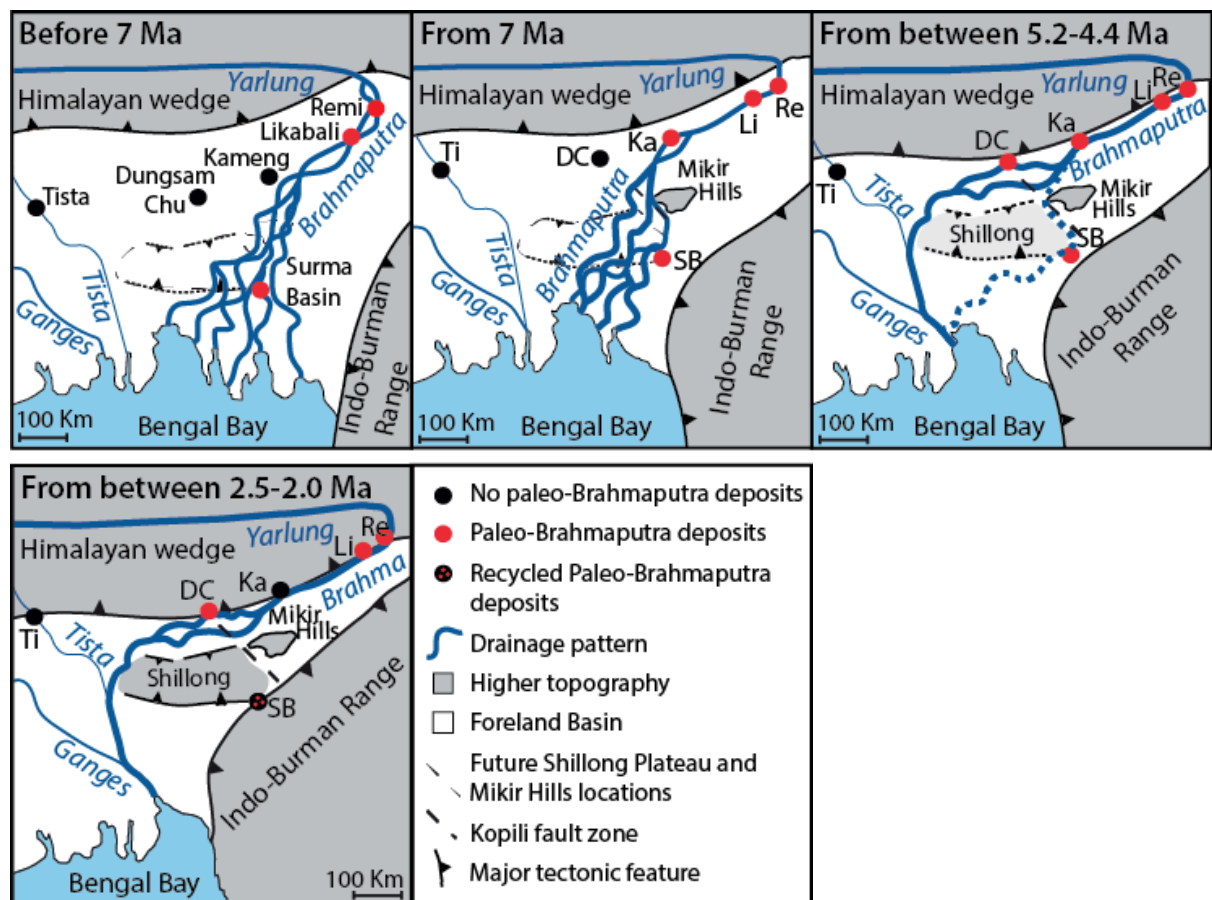 Before 7 Ma
Yarlung
Himalayan wedge
Remi
Likabali
Kameng
Dungsam
Chu
Tista
Brahmaputra
Surma
Basin
Tista
Ganges
Indo-Burman
Range
100 Km
Bengal Bay
From 7 Ma
Yarlung
Himalayan wedge
Re
Li
Ka
DC
Ti
Mikir
Hills
Brahmaputra
Tista
SB
Ganges
Indo-Burman
Range
100 Km
Bengal Bay
From between 5.2-4.4 Ma
Yarlung
Re
Himalayan wedge
Li
Ka
DC
Brahmaputra
Ti
Tista
Mikir
Hills
Shillong
SB
Ganges
Indo-Burman
Range
100 Km
Bengal Bay
From between 2.5-2.0 Ma
Yarlung
Re
Himalayan wedge
Li
Ka
DC
Brahma
Ti
Tista
Mikir
Hills
Shillong
SB
Ganges
Indo-Burman Range
Bengal Bay
100 Km
No paleo-Brahmaputra deposits
Paleo-Brahmaputra deposits
Recycled Paleo-Brahmaputra
deposits
Drainage pattern
Higher topography
Foreland Basin
Future Shillong Plateau and
Mikir Hills locations
Kopili fault zone
Major tectonic feature